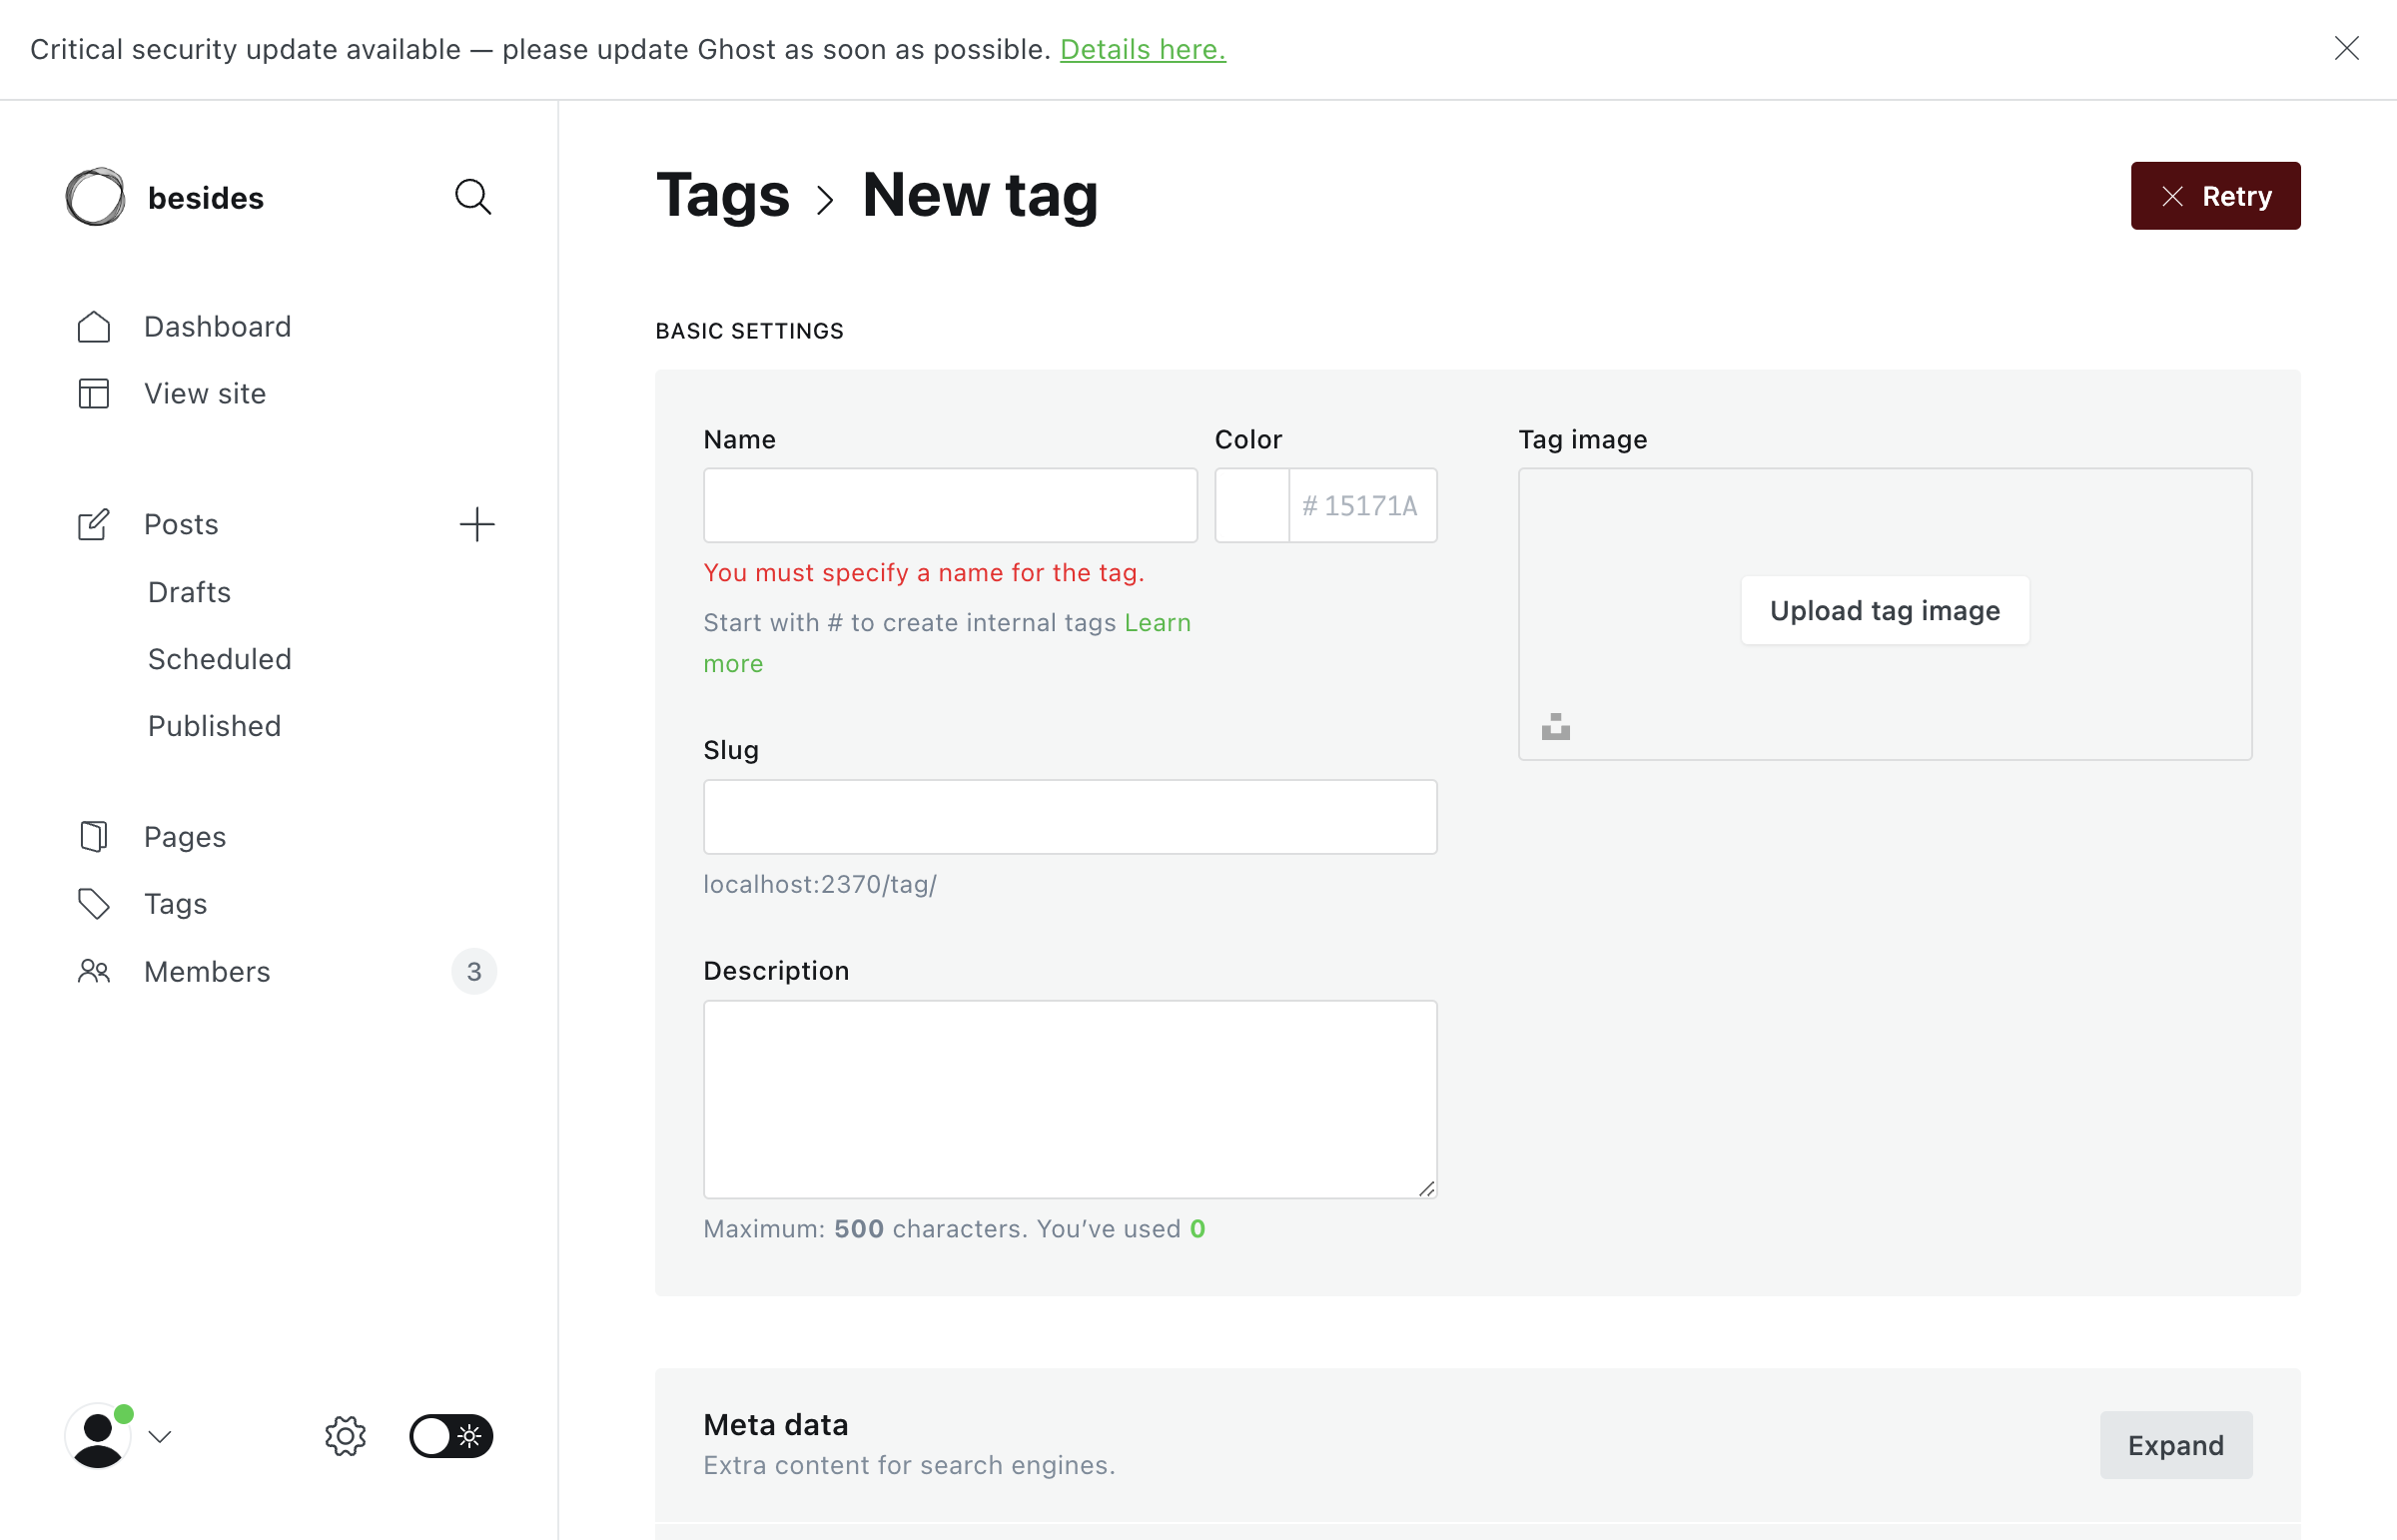 Critical security update available — please update Ghost as soon as possible. Details here.
besides
Dashboard
View site
Posts
Drafts
Scheduled
Published
Pages
Tags
Members 3
Tags > New tag
Retry
BASIC SETTINGS
Name
You must specify a name for the tag.
Start with # to create internal tags Learn
more
Color
# 15171A
Slug
localhost:2370/tag/
Description
Maximum: 500 characters. You’ve used 0
Tag image
Upload tag image
Meta data
Extra content for search engines.
Expand